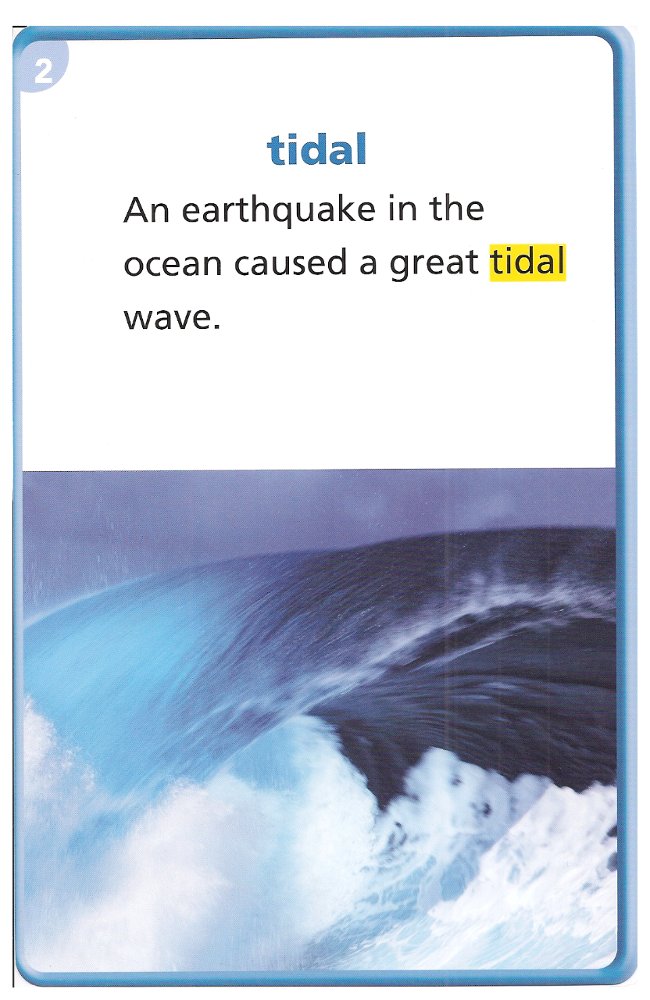 2
tidal
An earthquake in the
ocean caused a great tidal
wave.